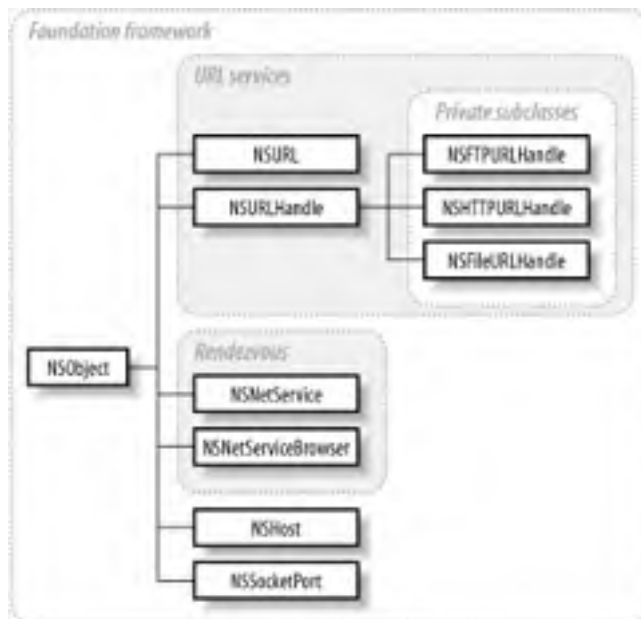 Foundation framework
URL services
Private subclasses
NSURL
NSFTPURLHandle
NSURLHandle
NSHTTPURLHandle
NSFileURLHandle
NSObject
Rendezvous
NSNetService
NSNetServiceBrowser
NSHost
NSSocketPort